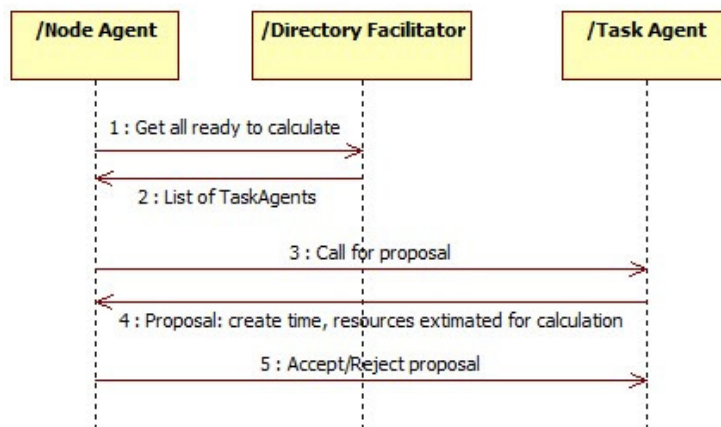 /Node Agent
/Directory Facilitator
/Task Agent
1 : Get all ready to calculate
2 : List of TaskAgents
3 : Call for proposal
4 : Proposal: create time, resources extimated for calculation
5 : Accept/Reject proposal